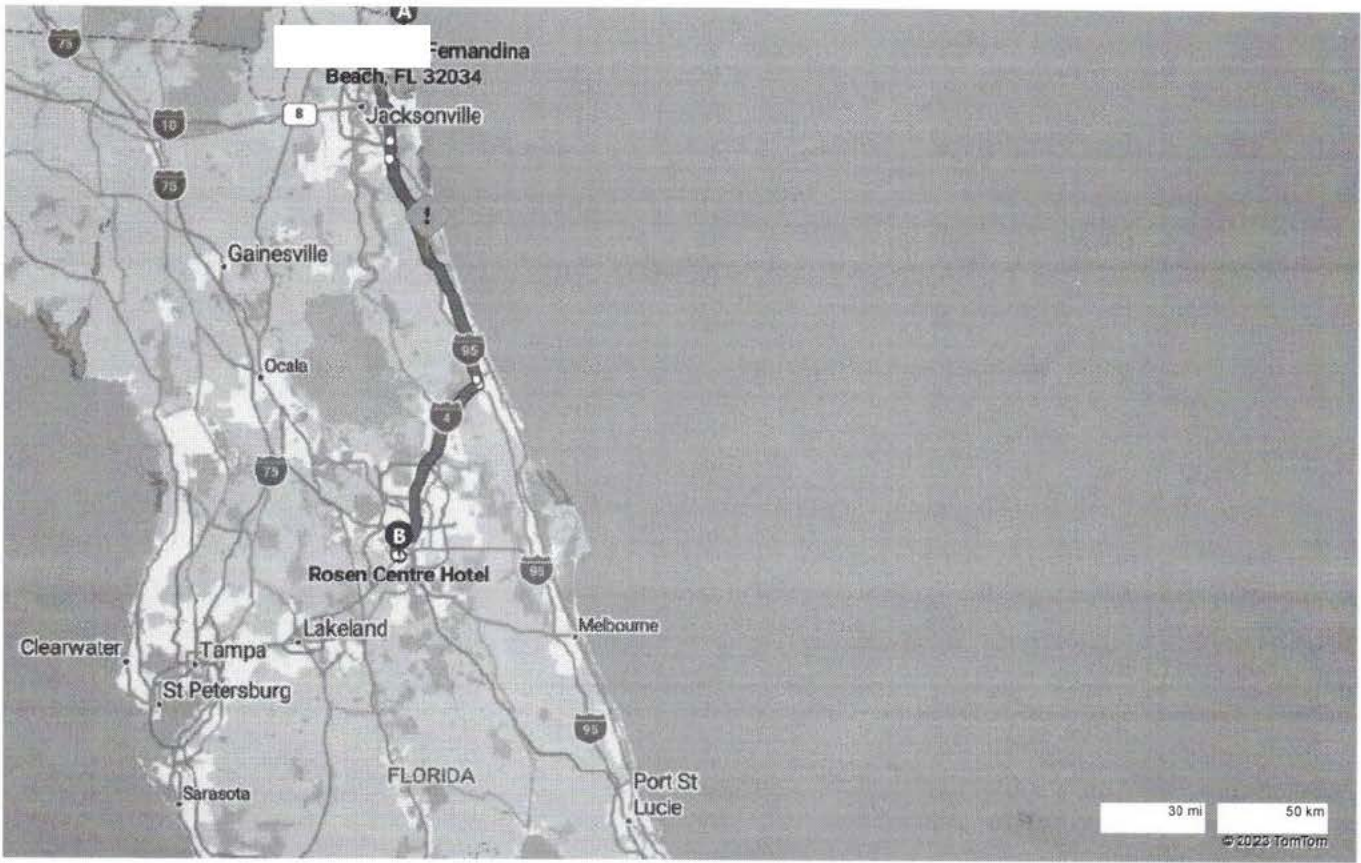 A
75
Fernandina
Beach, FL 32034
8
Jacksonville
10
75
Gainesville
95
Ocala
4
75
B
Rosen Centre Hotel
95
Melbourne
Lakeland
Clearwater
Tampa
St Petersburg
95
FLORIDA
Port St
Lucie
Sarasota
30 mi
50 km
© 2023 TomTom